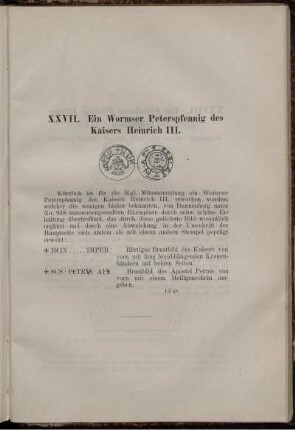 XXVII. Ein Wormser Peterspfennig des
Kaisers Heinrich III.
Kürzlich ist für die Kgl. Münzsammlung ein Wormser
Peterspfennig des Kaisers Heinrich III. erworben worden,
welcher die wenigen bisher bekannten, von Dannenberg unter
No. 848 zusammengestellten Exemplare durch seine schöne Er-
haltung übertreffend, das durch diese gelieferte Bild wesentlich
ergänzt und durch eine Abweichung in der Umschrift der
Hauptseite sich zudem als mit einem andern Stempel geprägt
erweist:
IMPER Bärtiges Brustbild des Kaisers von
vorn mit lang herabhängenden Kronen-
bändern auf beiden Seiten.
+ SCS · PETRVS APS Brustbild des Apostel Petrus von
vorn mit einem Heiligenschein um-
geben.